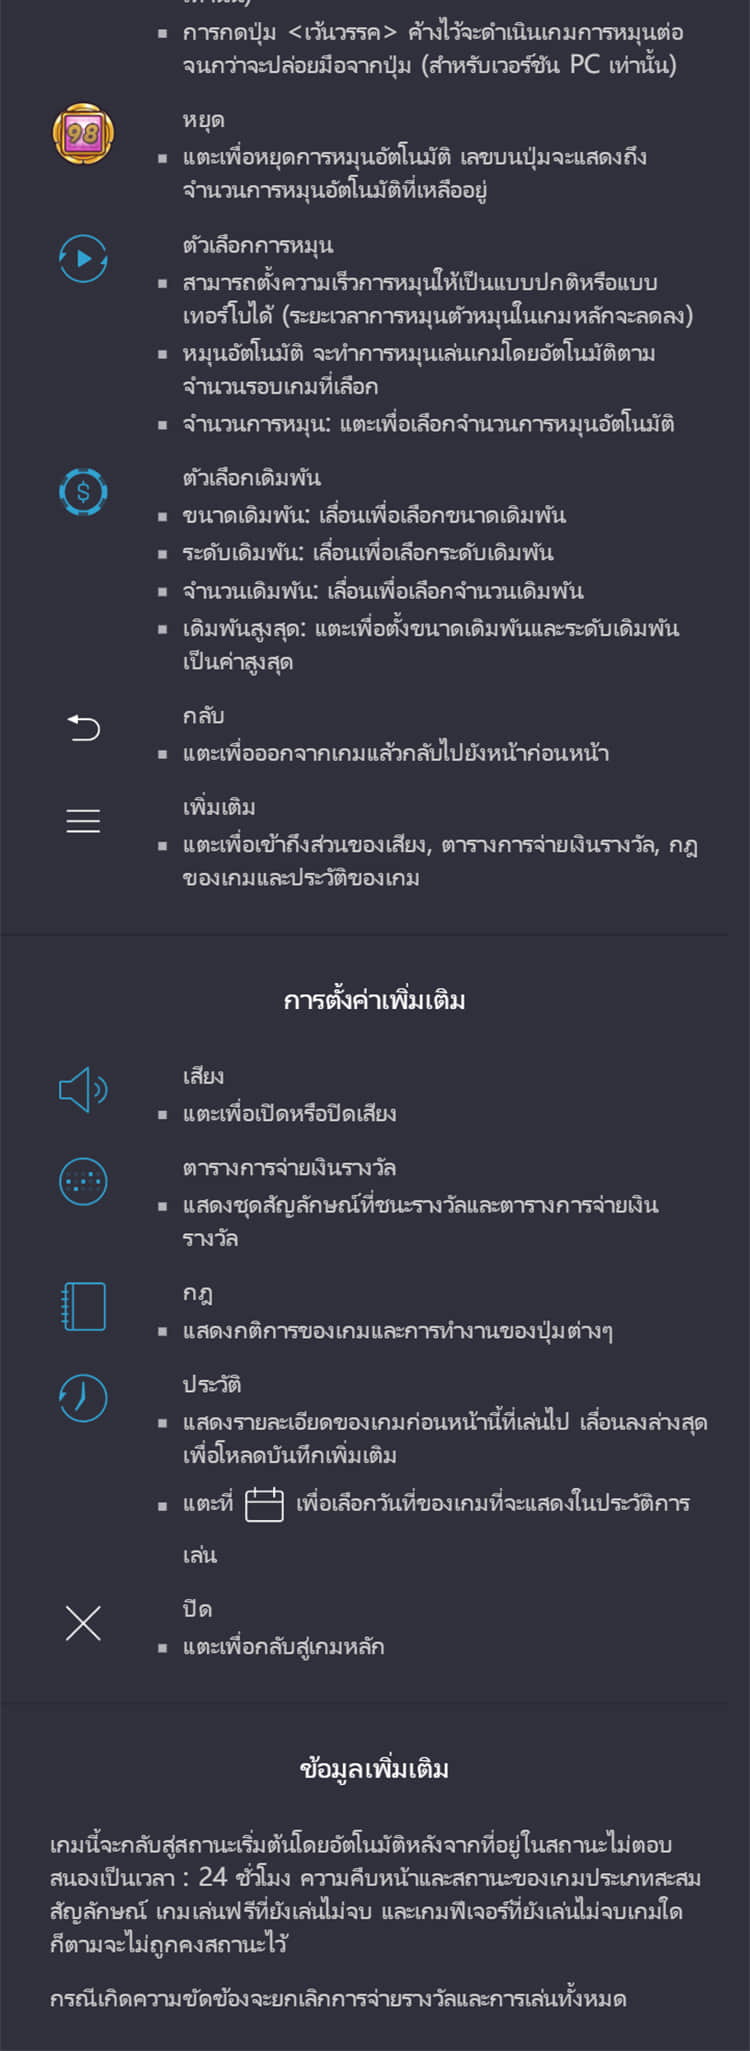 การกดปุ่ม <เว้นวรรค> ค้างไว้จะดำเนินเกมการหมุนต่อ
จนกว่าจะปล่อยมือจากปุ่ม (สำหรับเวอร์ชัน PC เท่านั้น)
98
หยุด
แตะเพื่อหยุดการหมุนอัตโนมัติ เลขบนปุ่มจะแสดงถึง
จำนวนการหมุนอัตโนมัติที่เหลืออยู่
ตัวเลือกการหมุน
สามารถตั้งความเร็วการหมุนให้เป็นแบบปกติหรือแบบ
เทอร์โบได้ (ระยะเวลาการหมุนตัวหมุนในเกมหลักจะลดลง)
หมุนอัตโนมัติ จะทำการหมุนเล่นเกมโดยอัตโนมัติตาม
จำนวนรอบเกมที่เลือก
จำนวนการหมุน: แตะเพื่อเลือกจำนวนการหมุนอัตโนมัติ
$
ตัวเลือกเดิมพัน
ขนาดเดิมพัน: เลื่อนเพื่อเลือกขนาดเดิมพัน
ระดับเดิมพัน: เลื่อนเพื่อเลือกระดับเดิมพัน
จำนวนเดิมพัน: เลื่อนเพื่อเลือกจำนวนเดิมพัน
เดิมพันสูงสุด: แตะเพื่อตั้งขนาดเดิมพันและระดับเดิมพัน
เป็นค่าสูงสุด
กลับ
แตะเพื่อออกจากเกมแล้วกลับไปยังหน้าก่อนหน้า
เพิ่มเติม
แตะเพื่อเข้าถึงส่วนของเสียง, ตารางการจ่ายเงินรางวัล, กฎ
ของเกมและประวัติของเกม
การตั้งค่าเพิ่มเติม
เสียง
แตะเพื่อเปิดหรือปิดเสียง
ตารางการจ่ายเงินรางวัล
แสดงชุดสัญลักษณ์ที่ชนะรางวัลและตารางการจ่ายเงิน
รางวัล
กฎ
แสดงกติการของเกมและการทำงานของปุ่มต่างๆ
ประวัติ
แสดงรายละเอียดของเกมก่อนหน้านี้ที่เล่นไป เลื่อนลงล่างสุด
เพื่อโหลดบันทึกเพิ่มเติม
แตะที่ เพื่อเลือกวันที่ของเกมที่จะแสดงในประวัติการ
เล่น
ปิด
แตะเพื่อกลับสู่เกมหลัก
ข้อมูลเพิ่มเติม
เกมนี้จะกลับสู่สถานะเริ่มต้นโดยอัตโนมัติหลังจากที่อยู่ในสถานะไม่ตอบ
สนองเป็นเวลา : 24 ชั่วโมง ความคืบหน้าและสถานะของเกมประเภทสะสม
สัญลักษณ์ เกมเล่นฟรีที่ยังเล่นไม่จบ และเกมฟีเจอร์ที่ยังเล่นไม่จบเกมใด
ก็ตามจะไม่ถูกคงสถานะไว้
กรณีเกิดความขัดข้องจะยกเลิกการจ่ายรางวัลและการเล่นทั้งหมด